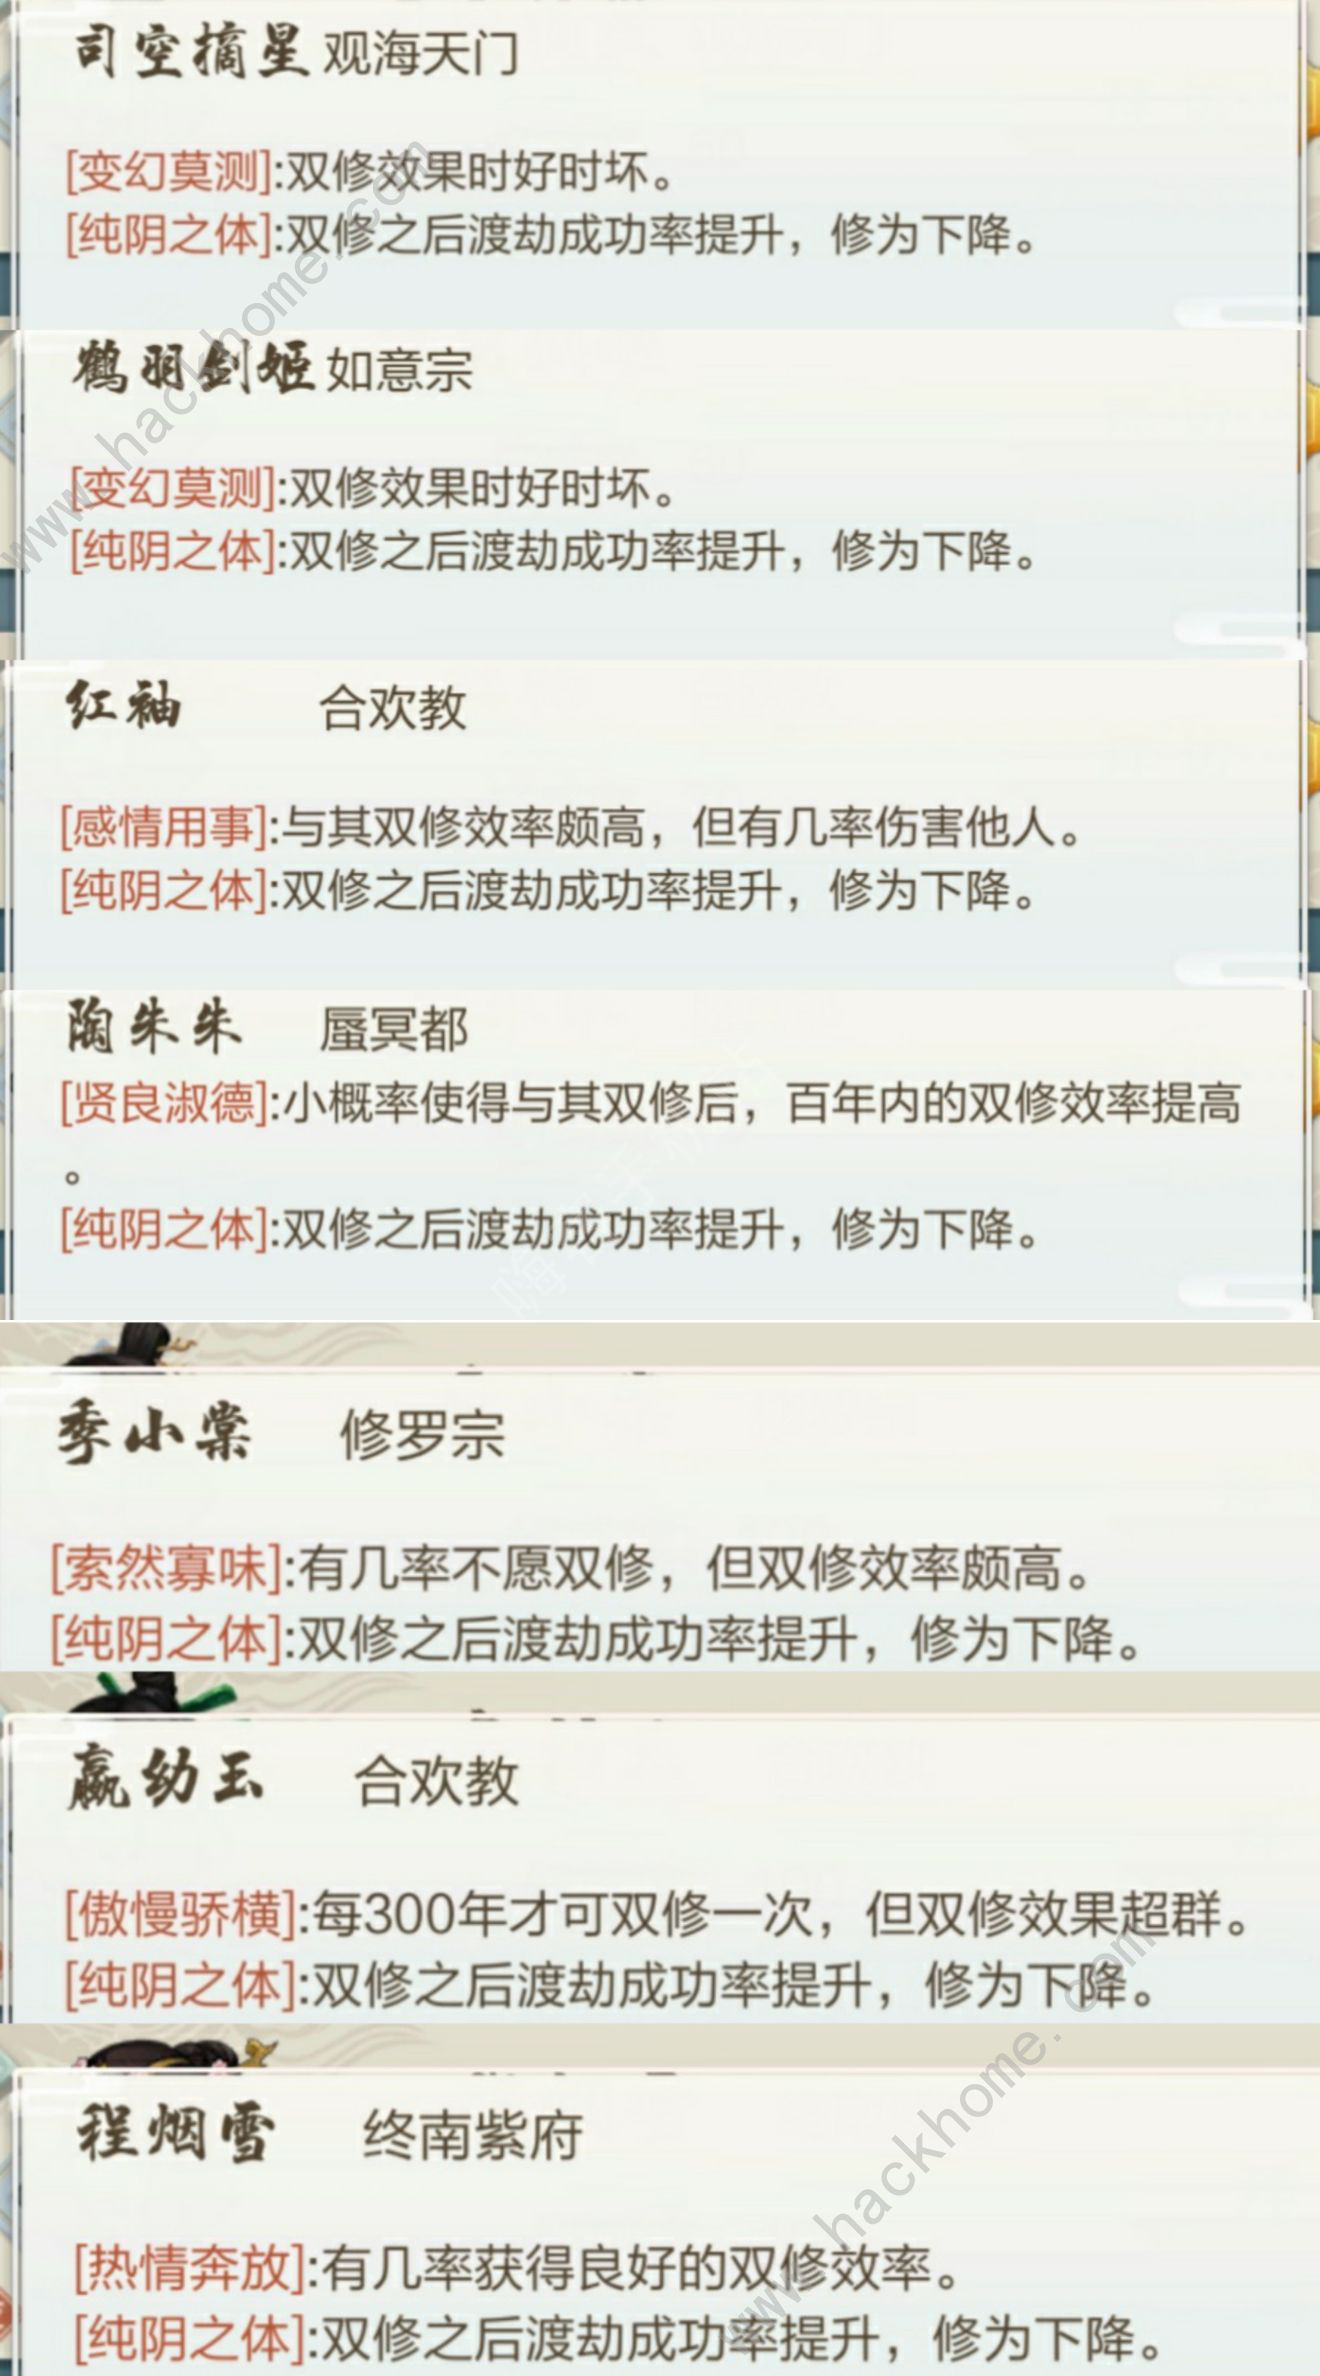 司空摘星 观海天门
[变幻莫测]:双修效果时好时坏。
[纯阴之体]:双修之后渡劫成功率提升，修为下降。
鹤羽剑姬 如意宗
[变幻莫测]:双修效果时好时坏。
[纯阴之体]:双修之后渡劫成功率提升，修为下降。
红袖 合欢教
[感情用事]:与其双修效率颇高，但有几率伤害他人。
[纯阴之体]:双修之后渡劫成功率提升，修为下降。
陶朱朱 蜃冥都
[贤良淑德]:小概率使得与其双修后，百年内的双修效率提高
。
[纯阴之体]:双修之后渡劫成功率提升，修为下降。
季小棠 修罗宗
[索然寡味]:有几率不愿双修，但双修效率颇高。
[纯阴之体]:双修之后渡劫成功率提升，修为下降。
嬴幼玉 合欢教
[傲慢骄横]:每300年才可双修一次，但双修效果超群。
[纯阴之体]:双修之后渡劫成功率提升，修为下降。
程烟雪 终南紫府
[热情奔放]:有几率获得良好的双修效率。
[纯阴之体]:双修之后渡劫成功率提升，修为下降。
www.hackhome.com
www.hackhome.com